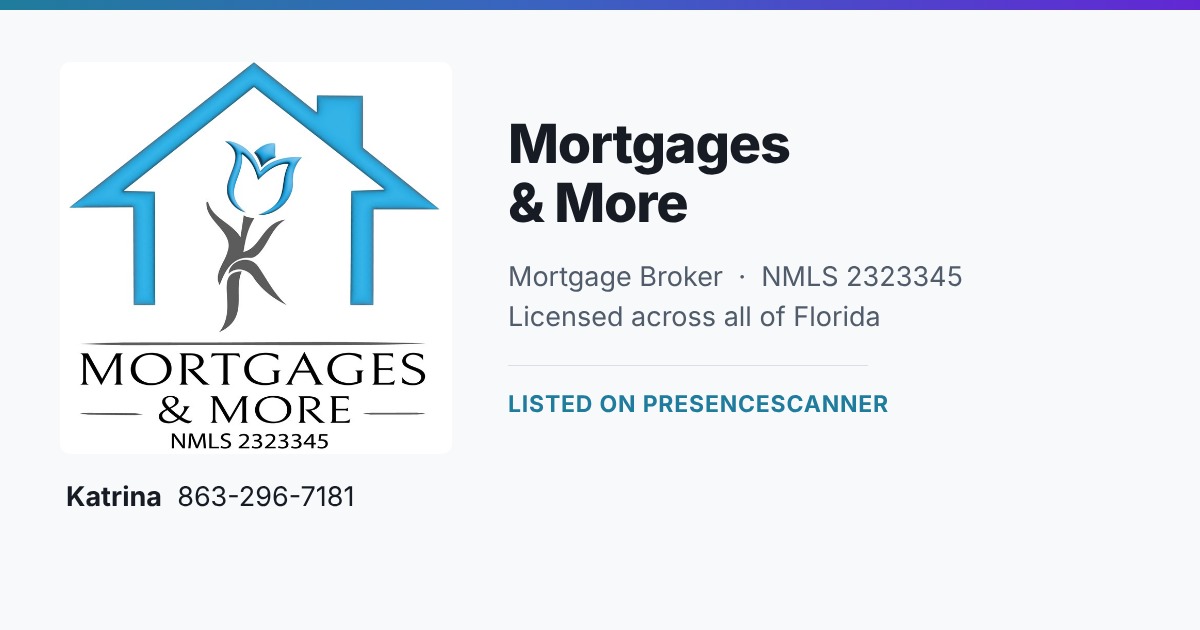 MORTGAGES
& MORE
NMLS 2323345
Katrina 863-296-7181
Mortgages
& More
Mortgage Broker · NMLS 2323345
Licensed across all of Florida
LISTED ON PRESENCESCANNER